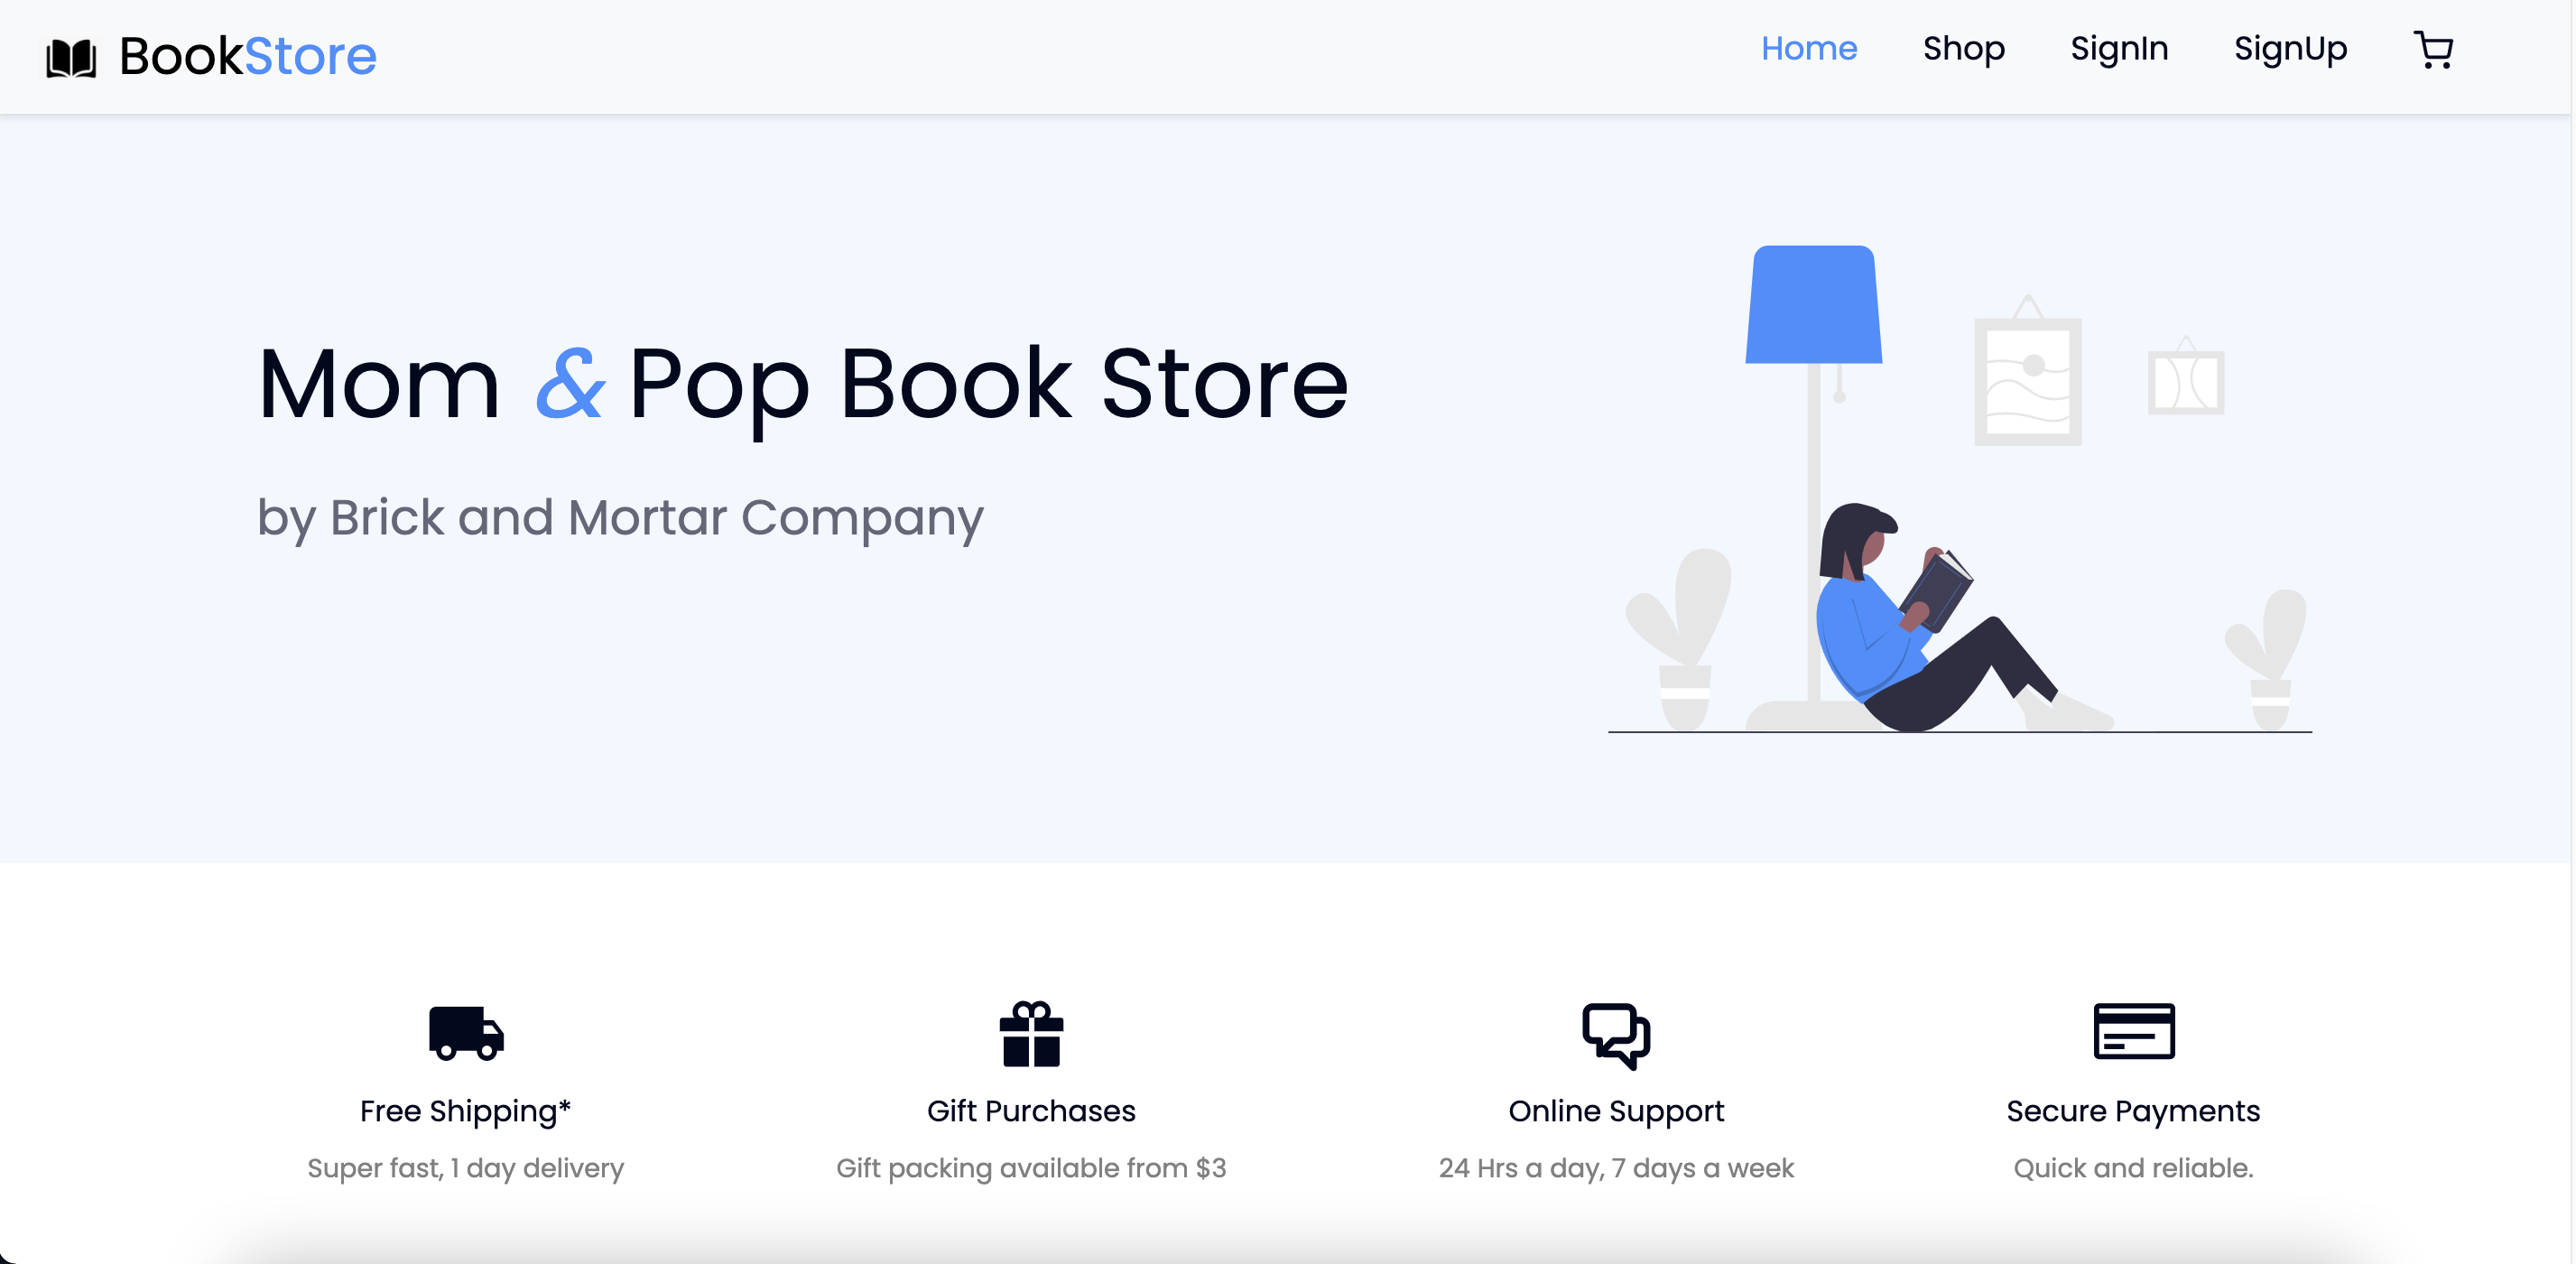 BookStore
Home Shop SignIn SignUp
Mom & Pop Book Store
by Brick and Mortar Company
Free Shipping* Gift Purchases Online Support Secure Payments
Super fast, 1 day delivery Gift packing available from $3 24 Hrs a day, 7 days a week Quick and reliable.